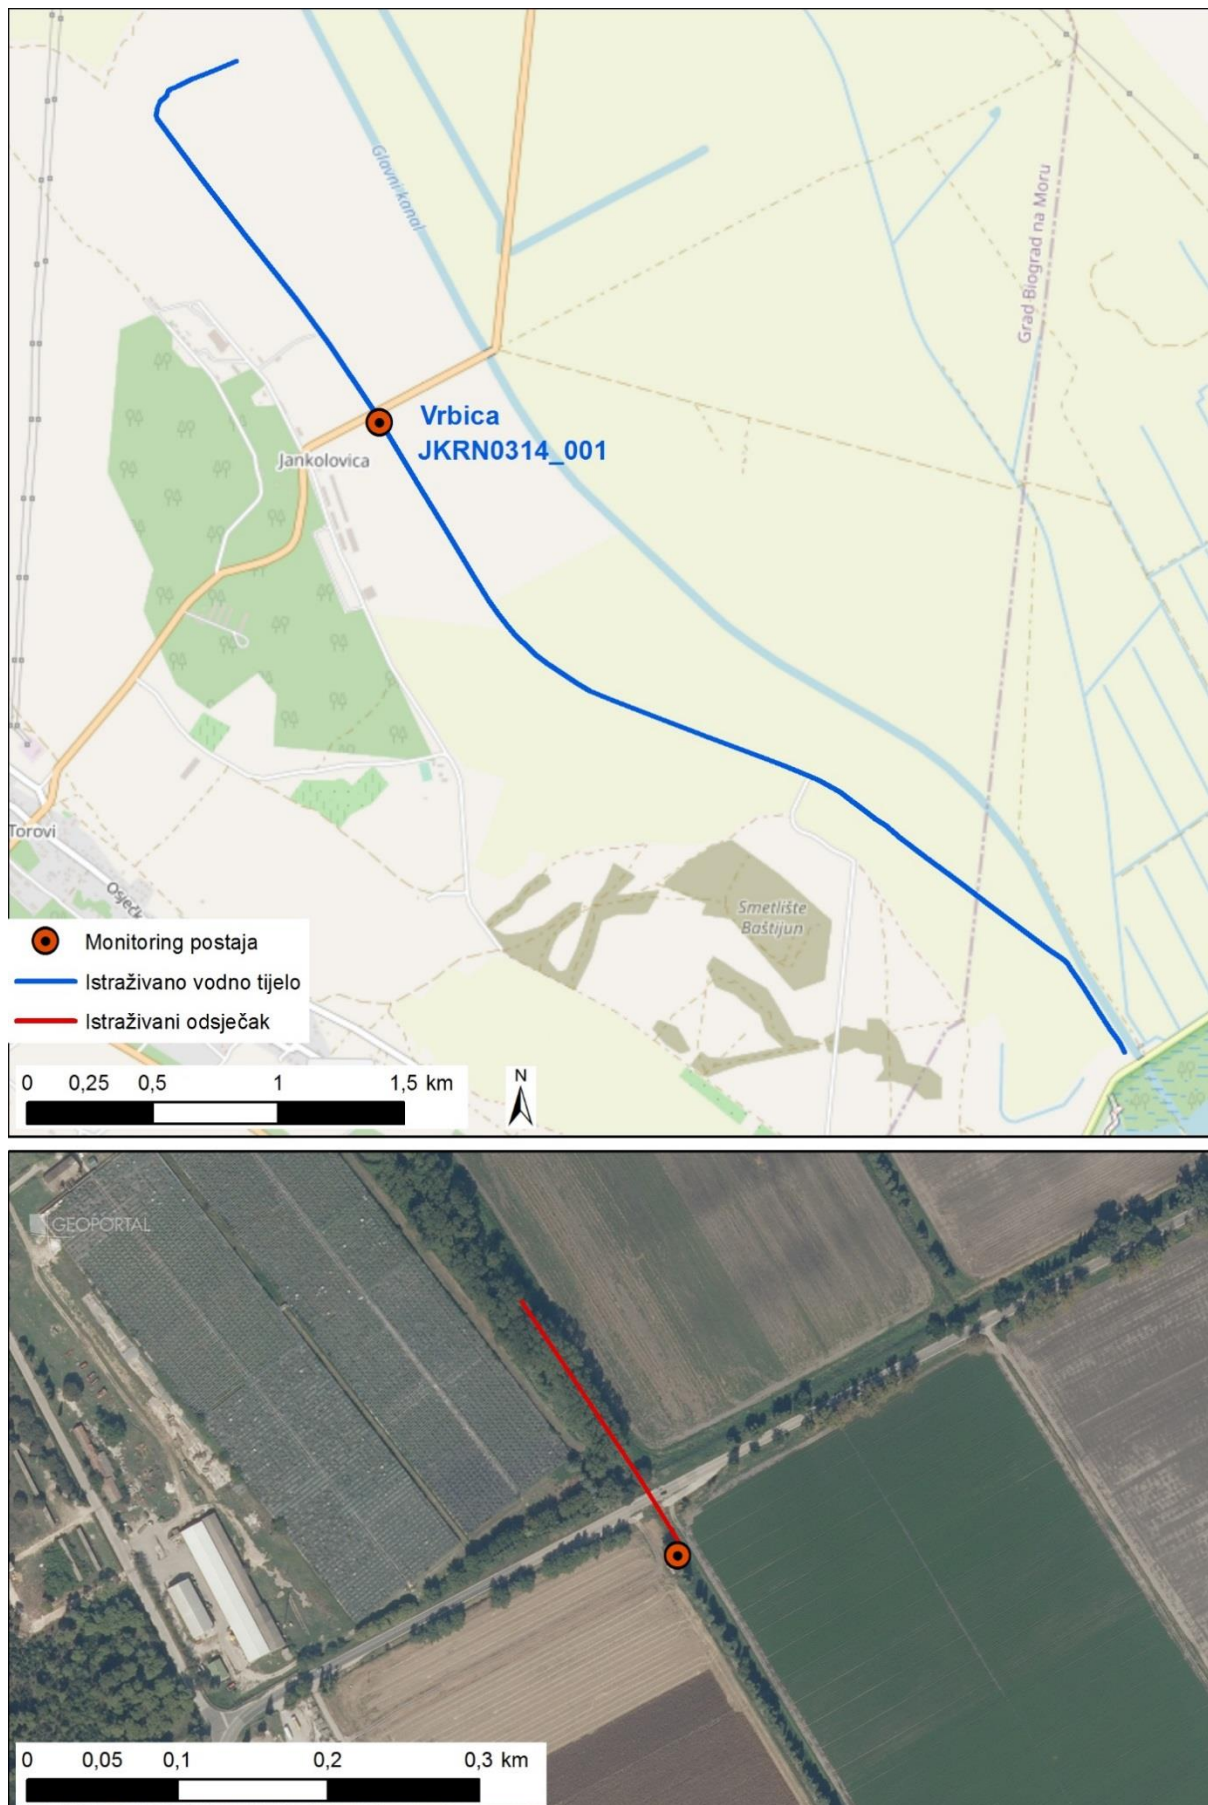 Glavni kanal
Grad Biograd na Moru
Vrbica
JKRN0314_001
Jankolovica
Torovi
Osječk
Smetlište
Baštijun
Monitoring postaja
Istraživano vodno tijelo
Istraživani odsječak
0 0,25 0,5 1 1,5 km
N
GEOPORTAL
0 0,05 0,1 0,2 0,3 km